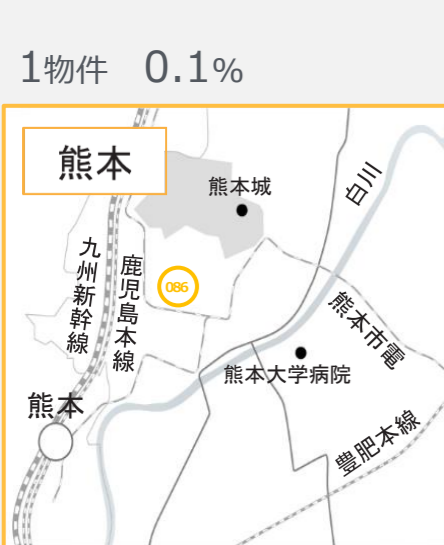 1物件 0.1%
熊本
熊本城
白川
九州新幹線
鹿児島本線
086
熊本市電
熊本大学病院
熊本
豊肥本線